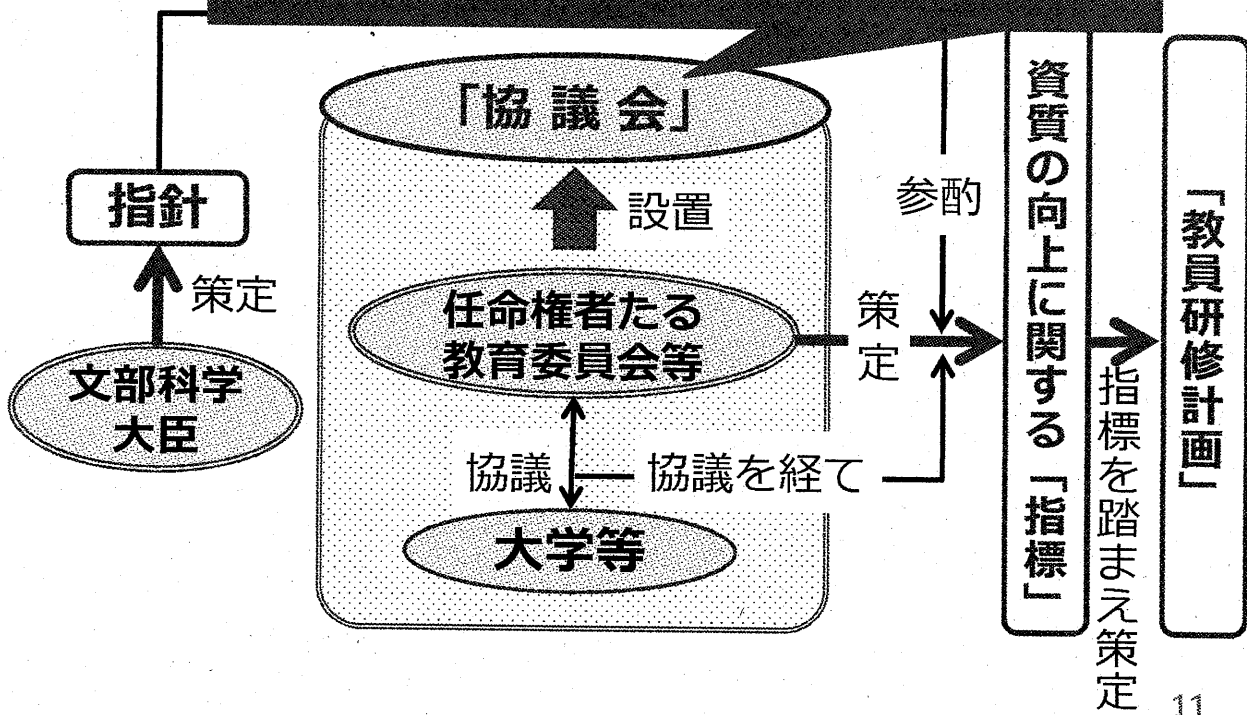 「協議会」
指針
設置
参酌
策定
任命権者たる
教育委員会等
策定
文部科学
大臣
協議
協議を経て
大学等
資質の向上に関する「指標」
指標を踏まえ策定
「教員研修計画」
11